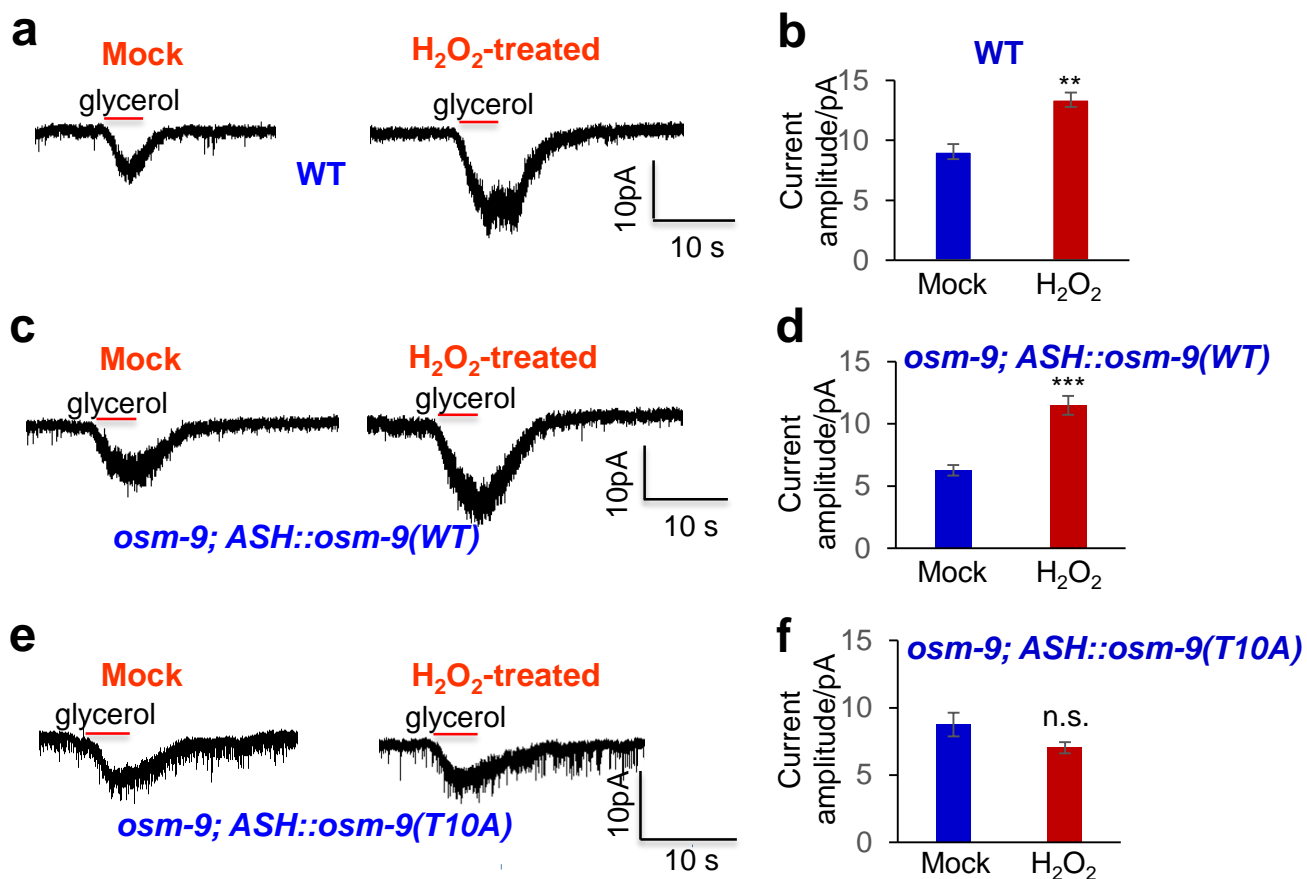 a
Mock
H₂O₂-treated
glycerol
glycerol
WT
10pA
10 s
b
WT
Current
amplitude/pA
15
10
5
0
**
Mock
H₂O₂
c
Mock
H₂O₂-treated
glycerol
glycerol
10pA
10 s
osm-9; ASH::osm-9(WT)
d
osm-9; ASH::osm-9(WT)
Current
amplitude/pA
15
10
5
0
***
Mock
H₂O₂
e
Mock
H₂O₂-treated
glycerol
glycerol
10pA
10 s
osm-9; ASH::osm-9(T10A)
f
osm-9; ASH::osm-9(T10A)
Current
amplitude/pA
15
10
5
0
n.s.
Mock
H₂O₂